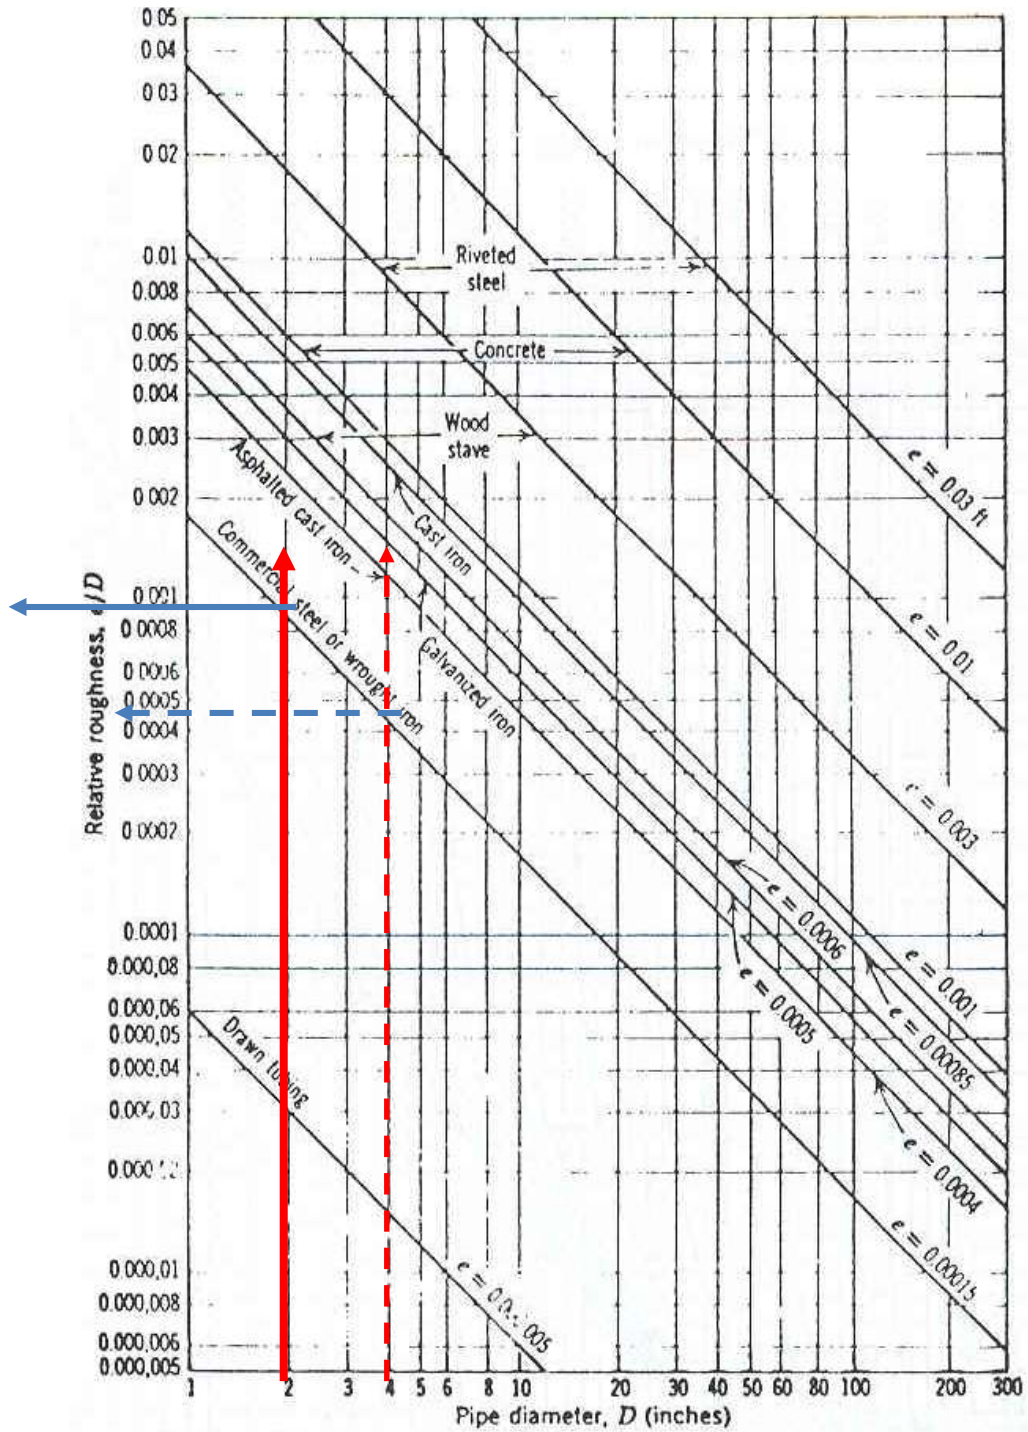 0.05
0.04
0.03
0.02
0.01
0.008
0.006
0.005
0.004
0.003
0.002
0.001
0.0008
0.0006
0.0005
0.0004
0.0003
0.0002
0.0001
0.000,08
0.000,06
0.000,05
0.000,04
0.000,03
0.000,01
0.000,008
0.000,006
0.000,005
Relative roughness, e/D
Riveted
steel
Concrete
Wood
stave
Asphalted cast iron
Cast iron
Commercial steel or wrought iron
Galvanized iron
Drawn tubing
e = 0.03 ft
e = 0.01
e = 0.003
e = 0.0006
e = 0.001
e = 0.0005
e = 0.00085
e = 0.0004
e = 0.00015
1 2 3 4 5 6 8 10 20 30 40 50 60 80 100 200 300
Pipe diameter, D (inches)